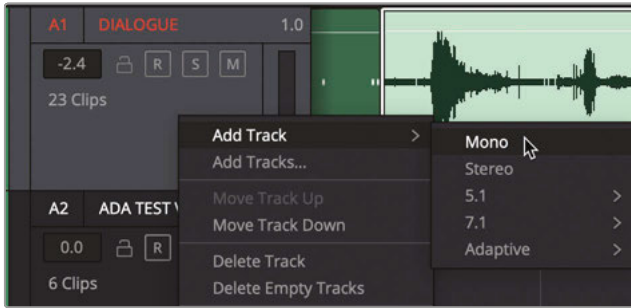 A1 DIALOGUE 1.0
-2.4 R S M
23 Clips
Add Track
Add Tracks...
Move Track Up
Move Track Down
Delete Track
Delete Empty Tracks
Mono
Stereo
5.1
7.1
Adaptive
A2 ADA TEST
0.0 R
6 Clips